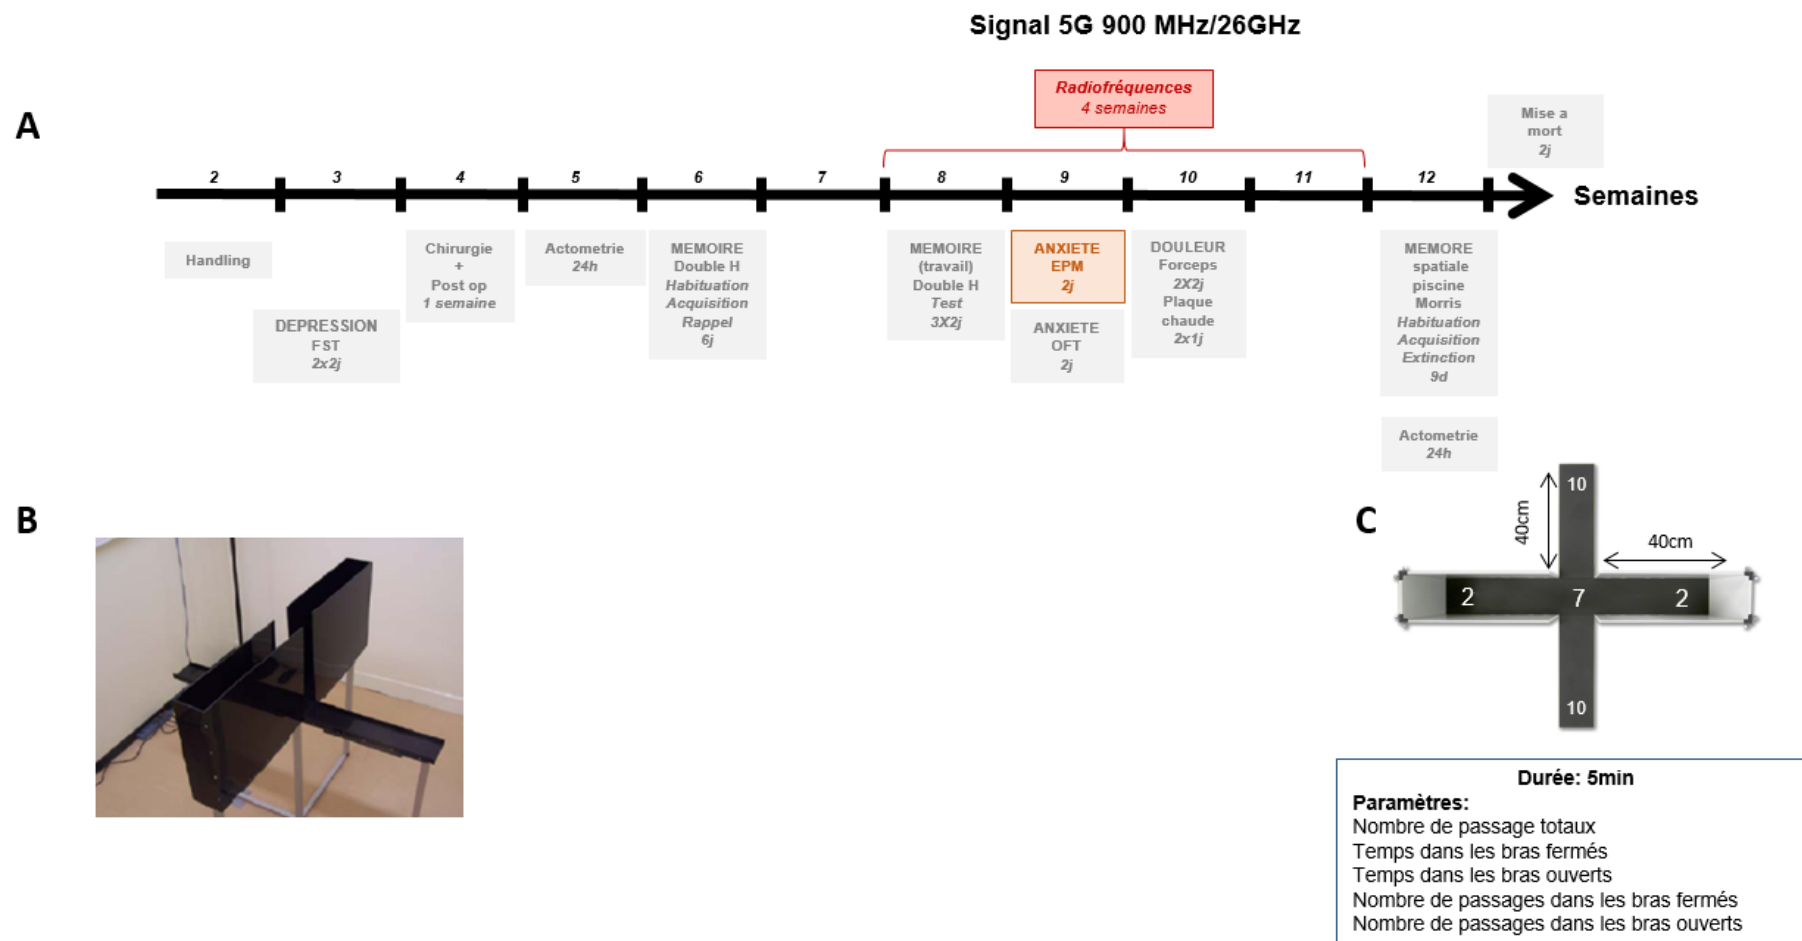 Signal 5G 900 MHz/26GHz
Radiofréquences
4 semaines
A
Mise a
mort
2j
2 3 4 5 6 7 8 9 10 11 12
Semaines
Handling
DEPRESSION
FST
2x2j
Chirurgie
+
Post op
1 semaine
Actometrie
24h
MEMOIRE
Double H
Habituation
Acquisition
Rappel
6j
MEMOIRE
(travail)
Double H
Test
3X2j
ANXIETE
EPM
2j
ANXIETE
OFT
2j
DOULEUR
Forceps
2X2j
Plaque
chaude
2x1j
MEMORE
spatiale
piscine
Morris
Habituation
Acquisition
Extinction
9d
Actometrie
24h
B
C
10
40cm
40cm
2 7 2
10
Durée: 5min
Paramètres:
Nombre de passage totaux
Temps dans les bras fermés
Temps dans les bras ouverts
Nombre de passages dans les bras fermés
Nombre de passages dans les bras ouverts